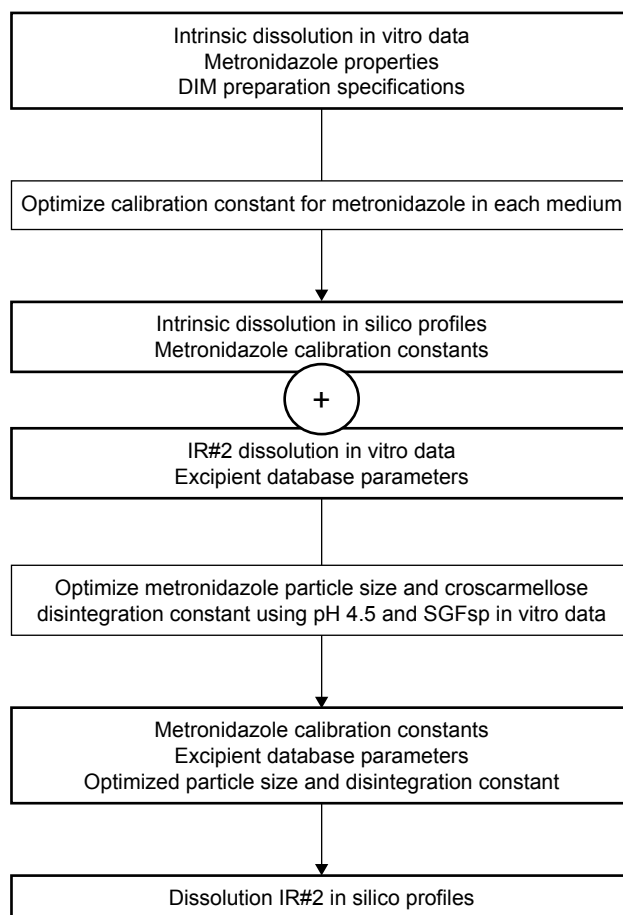 Intrinsic dissolution in vitro data
Metronidazole properties
DIM preparation specifications
Optimize calibration constant for metronidazole in each medium
Intrinsic dissolution in silico profiles
Metronidazole calibration constants
+
IR#2 dissolution in vitro data
Excipient database parameters
Optimize metronidazole particle size and croscarmellose
disintegration constant using pH 4.5 and SGFsp in vitro data
Metronidazole calibration constants
Excipient database parameters
Optimized particle size and disintegration constant
Dissolution IR#2 in silico profiles